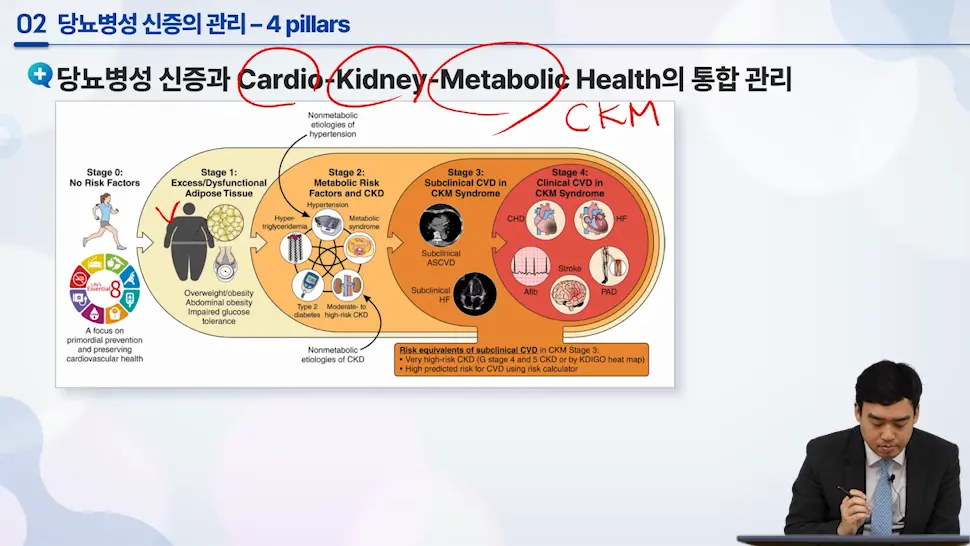 02 당뇨병성 신증의 관리 – 4 pillars
당뇨병성 신증과 Cardio-Kidney-Metabolic Health의 통합 관리
CKM
Nonmetabolic
etiologies of
hypertension
Stage 0:
No Risk Factors
Stage 1:
Excess/Dysfunctional
Adipose Tissue
Stage 2:
Metabolic Risk
Factors and CKD
Stage 3:
Subclinical CVD in
CKM Syndrome
Stage 4:
Clinical CVD in
CKM Syndrome
Life's
Essential 8
A focus on
primordial prevention
and preserving
cardiovascular health
Overweight/obesity
Abdominal obesity
Impaired glucose
tolerance
Hypertension
Hyper-
triglyceridemia
Metabolic
syndrome
Type 2
diabetes
Moderate- to
high-risk CKD
Nonmetabolic
etiologies of CKD
Subclinical
ASCVD
Subclinical
HF
CHD
HF
Afib
Stroke
PAD
Risk equivalents of subclinical CVD in CKM Stage 3:
• Very high-risk CKD (G stage 4 and 5 CKD or by KDIGO heat map)
• High predicted risk for CVD using risk calculator